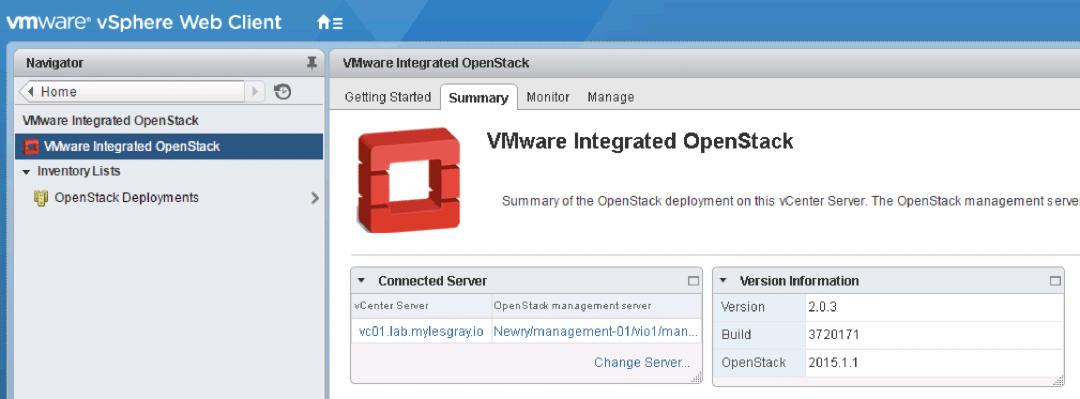 vmware® vSphere Web Client
Navigator
Home
VMware Integrated OpenStack
VMware Integrated OpenStack
Inventory Lists
OpenStack Deployments
VMware Integrated OpenStack
Getting Started Summary Monitor Manage
VMware Integrated OpenStack
Summary of the OpenStack deployment on this vCenter Server. The OpenStack management serve
Connected Server
vCenter Server OpenStack management server
vc01.lab.mylesgray.io Newry/management-01/vio1/man...
Change Server...
Version Information
Version 2.0.3
Build 3720171
OpenStack 2015.1.1